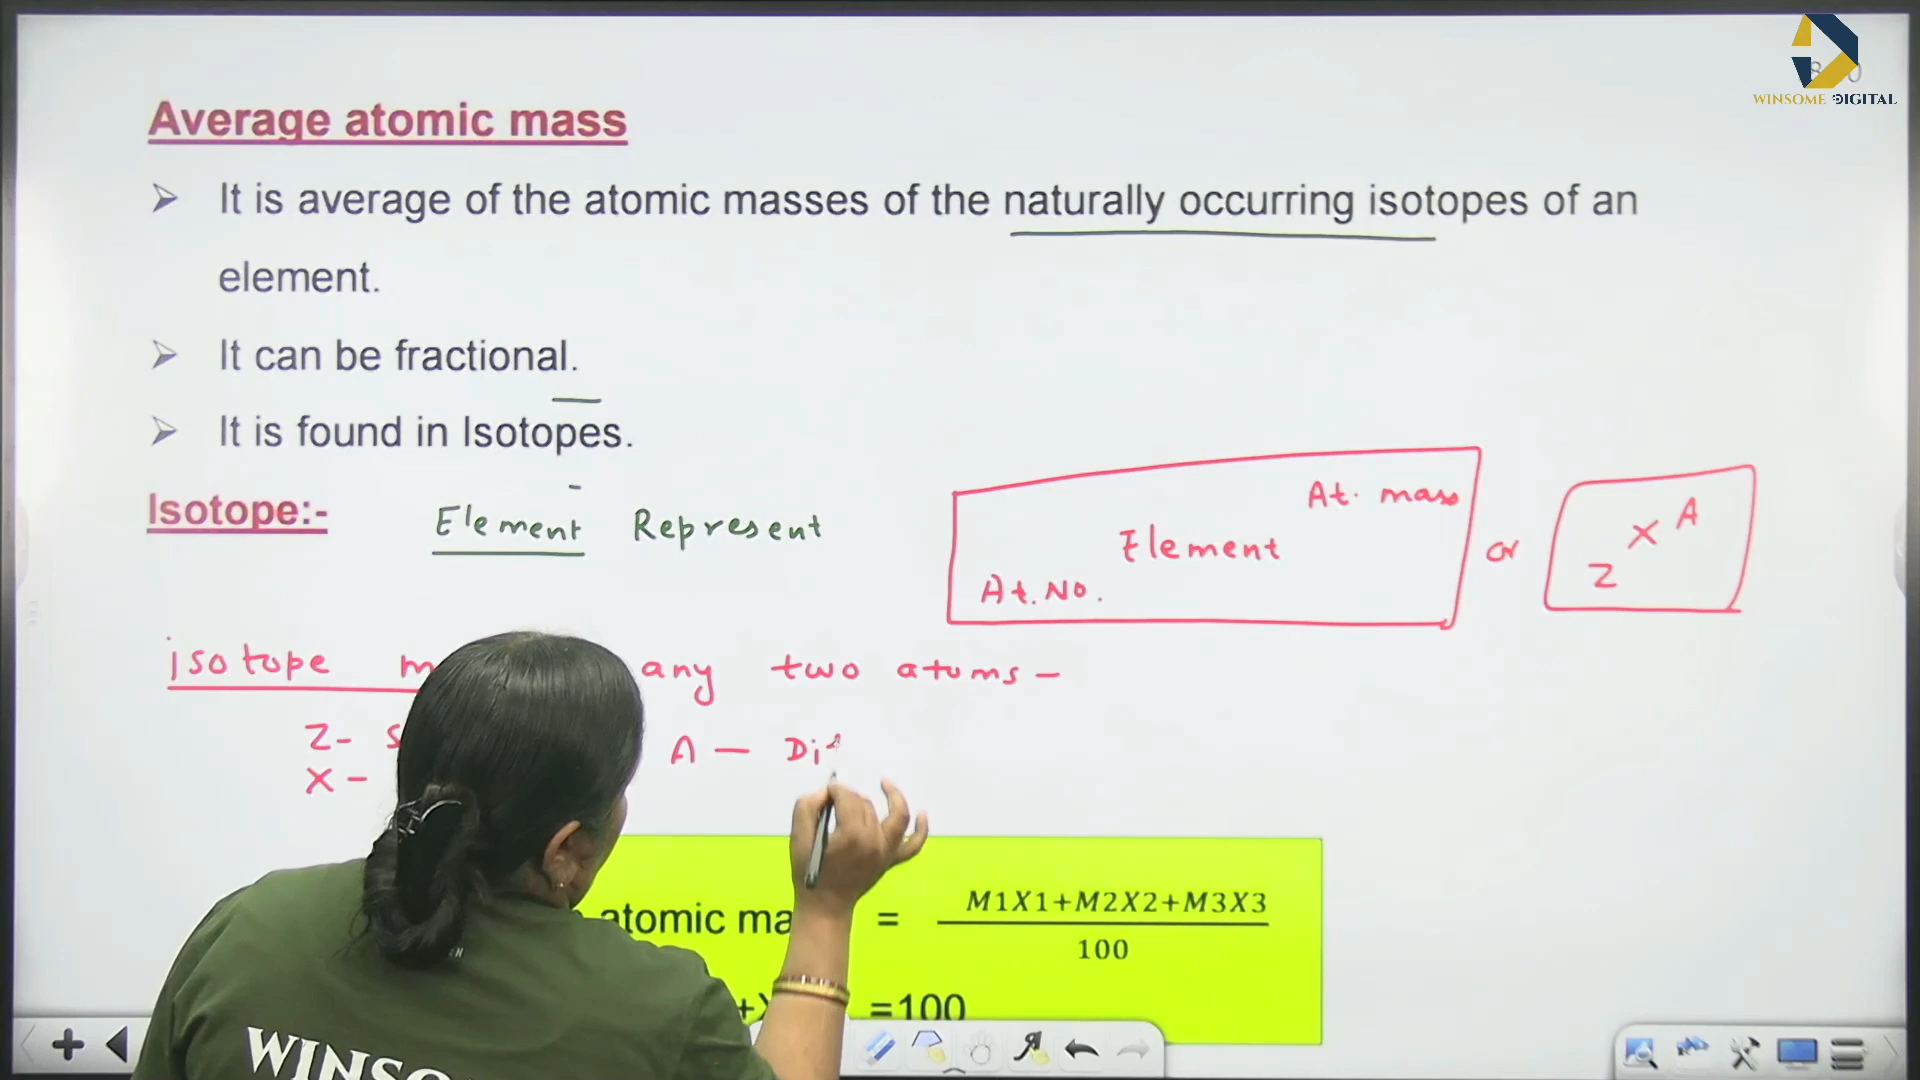 WINSOME DIGITAL
Average atomic mass
It is average of the atomic masses of the naturally occurring isotopes of an
element.
It can be fractional.
It is found in Isotopes.
Isotope:-
Element Represent
At. mass
Element
At. No.
or
X A
Z
isotope any two atoms -
Z-
X -
A — Di
atomic = M1X1+M2X2+M3X3
100
=100